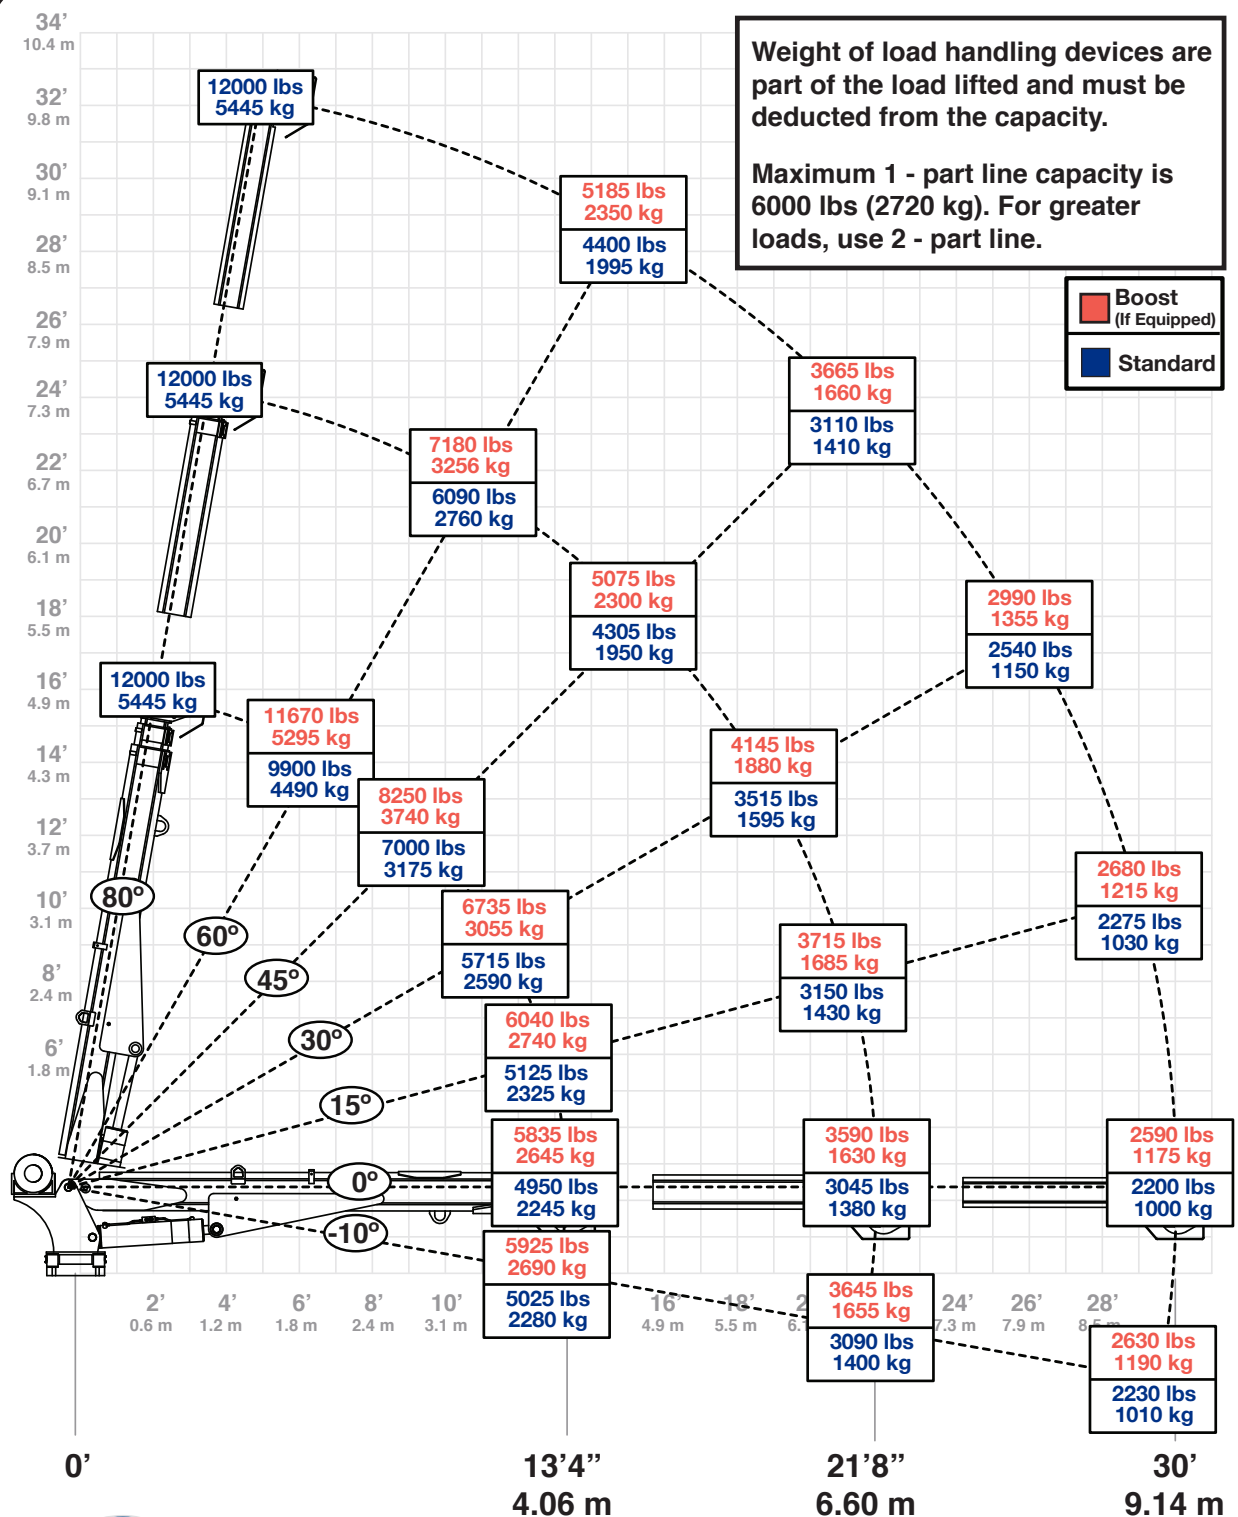 34’
10.4 m
32’
9.8 m
30’
9.1 m
28’
8.5 m
26’
7.9 m
24’
7.3 m
22’
6.7 m
20’
6.1 m
18’
5.5 m
16’
4.9 m
14’
4.3 m
12’
3.7 m
10’
3.1 m
8’
2.4 m
6’
1.8 m
Weight of load handling devices are
part of the load lifted and must be
deducted from the capacity.
Maximum 1 - part line capacity is
6000 lbs (2720 kg). For greater
loads, use 2 - part line.
Boost
(If Equipped)
Standard
12000 lbs
5445 kg
5185 lbs
2350 kg
4400 lbs
1995 kg
3665 lbs
1660 kg
3110 lbs
1410 kg
12000 lbs
5445 kg
7180 lbs
3256 kg
6090 lbs
2760 kg
5075 lbs
2300 kg
4305 lbs
1950 kg
2990 lbs
1355 kg
2540 lbs
1150 kg
12000 lbs
5445 kg
11670 lbs
5295 kg
9900 lbs
4490 kg
8250 lbs
3740 kg
7000 lbs
3175 kg
4145 lbs
1880 kg
3515 lbs
1595 kg
2680 lbs
1215 kg
2275 lbs
1030 kg
6735 lbs
3055 kg
5715 lbs
2590 kg
3715 lbs
1685 kg
3150 lbs
1430 kg
6040 lbs
2740 kg
5125 lbs
2325 kg
5835 lbs
2645 kg
4950 lbs
2245 kg
3590 lbs
1630 kg
3045 lbs
1380 kg
2590 lbs
1175 kg
2200 lbs
1000 kg
5925 lbs
2690 kg
5025 lbs
2280 kg
3645 lbs
1655 kg
3090 lbs
1400 kg
2630 lbs
1190 kg
2230 lbs
1010 kg
80º
60º
45º
30º
15º
0º
-10º
2’ 4’ 6’ 8’ 10’ 16’ 18’ 24’ 26’ 28’
0.6 m 1.2 m 1.8 m 2.4 m 3.1 m 4.9 m 5.5 m 7.3 m 7.9 m
0’ 13’4” 21’8” 30’
4.06 m 6.60 m 9.14 m